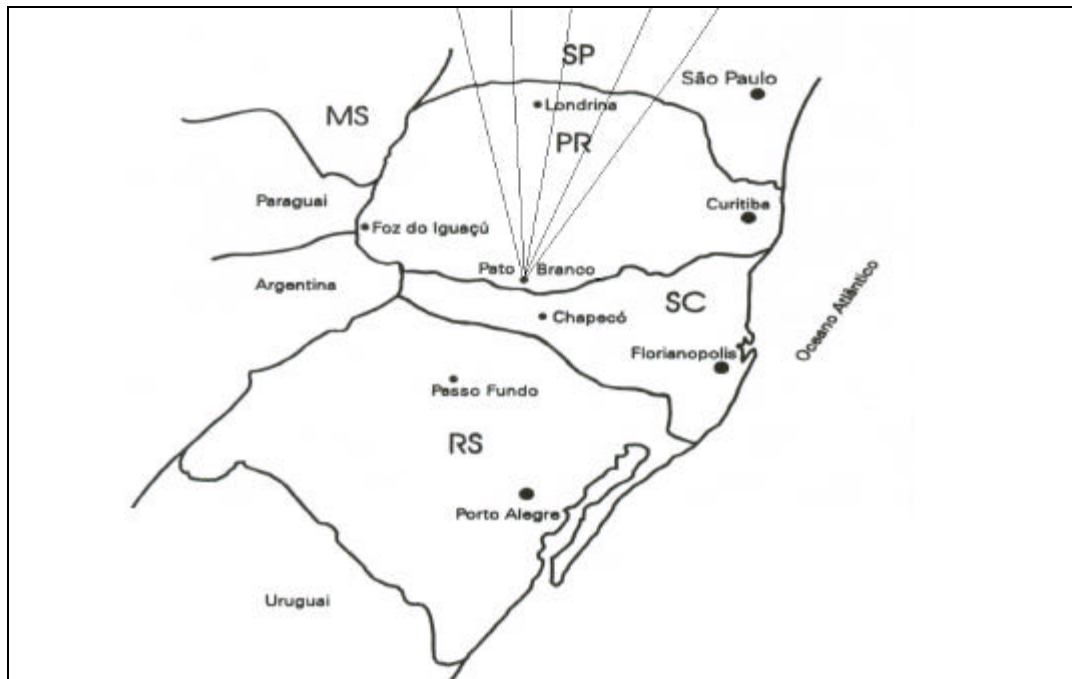 SP
São Paulo
Londrina
MS
PR
Paraguai
Curitiba
Foz do Iguaçú
Pato Branco
Argentina
SC
Chapecó
Oceano Atlântico
Florianopolis
Passo Fundo
RS
Porto Alegre
Uruguai